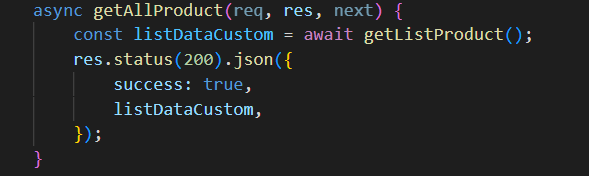 async getAllProduct(req, res, next) {
    const listDataCustom = await getListProduct();
    res.status(200).json({
        success: true,
        listDataCustom,
    });
}